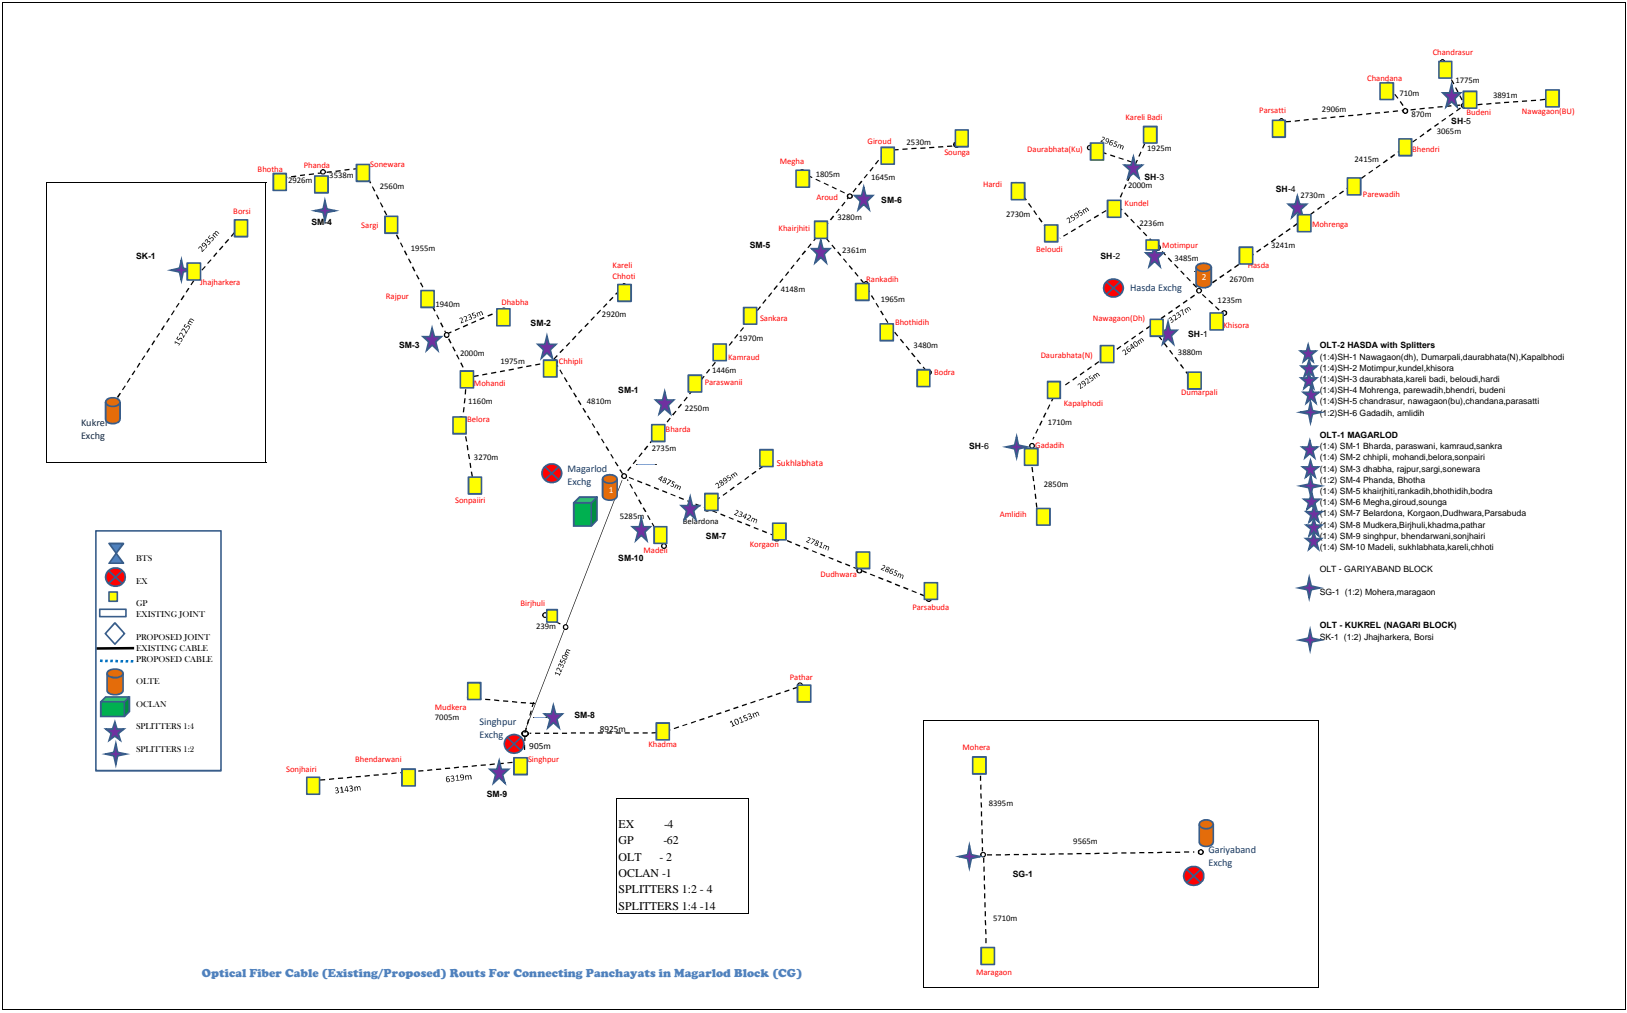 Chandrasur
1775m
Chandana
710m
3891m
2906m
870m
Parsatti
Budeni
Nawagaon(BU)
SH-5
3065m
Bhendri
2415m
Kareli Badi
Daurabhata(Ku)
2965m
1925m
SH-3
2000m
Hardi
2730m
Kundel
2595m
2236m
Beloudi
Motimpur
SH-2
3485m
SH-4
2730m
Parewadih
Mohrenga
3241m
Hasda
2670m
2
Hasda Exchg
1235m
Khisora
Nawagaon(Dh)
3237m
SH-1
Daurabhata(N)
2640m
3880m
Dumarpali
2925m
Kapalphodi
1710m
SH-6
Gadadih
2850m
Amlidih
Giroud
2530m
Sounga
Megha
1805m
1645m
Aroud
SM-6
3280m
Khairjhiti
SM-5
2361m
Rankadih
4148m
1965m
Bhothidih
Sankara
1970m
3480m
Kamraud
Bodra
1446m
Paraswanii
SM-1
2250m
Bharda
2735m
Bhotha
Phanda
Sonewara
2926m
3538m
2560m
SM-4
Sargi
1955m
Rajpur
1940m
Dhabha
2235m
SM-3
SM-2
Kareli
Chhoti
2920m
2000m
1975m
Chhipli
Mohandi
1160m
4810m
Belora
3270m
Sonpaiiri
Magarlod
Exchg
1
4875m
Sukhlabhata
2895m
5285m
Belardona
2342m
SM-7
SM-10
Madeli
Korgaon
2781m
Dudhwara
2865m
Parsabuda
Birjhuli
239m
12350m
Pathar
Mudkera
7005m
Singhpur
Exchg
SM-8
8925m
10153m
905m
Khadma
Singhpur
Bhendarwani
Sonjhairi
6319m
3143m
SM-9
Borsi
2935m
SK-1
Jhajharkera
15225m
Kukrel
Exchg
BTS
EX
GP
EXISTING JOINT
PROPOSED JOINT
EXISTING CABLE
PROPOSED CABLE
OLTE
OCLAN
SPLITTERS 1:4
SPLITTERS 1:2
OLT-2 HASDA with Splitters
(1:4)SH-1 Nawagaon(dh), Dumarpali,daurabhata(N),Kapalbhodi
(1:4)SH-2 Motimpur,kundel,khisora
(1:4)SH-3 daurabhata,kareli badi, beloudi,hardi
(1:4)SH-4 Mohrenga, parewadih,bhendri, budeni
(1:4)SH-5 chandrasur, nawagaon(bu),chandana,parasatti
(1:2)SH-6 Gadadih, amlidih
OLT-1 MAGARLOD
(1:4) SM-1 Bharda, paraswani, kamraud,sankra
(1:4) SM-2 chhipli, mohandi,belora,sonpairi
(1:4) SM-3 dhabha, rajpur,sargi,sonewara
(1:2) SM-4 Phanda, Bhotha
(1:4) SM-5 khairjhiti,rankadih,bhothidih,bodra
(1:4) SM-6 Megha,giroud,sounga
(1:4) SM-7 Belardona, Korgaon,Dudhwara,Parsabuda
(1:4) SM-8 Mudkera,Birjhuli,khadma,pathar
(1:4) SM-9 singhpur, bhendarwani,sonjhairi
(1:4) SM-10 Madeli, sukhlabhata,kareli,chhoti
OLT - GARIYABAND BLOCK
SG-1 (1:2) Mohera,maragaon
OLT - KUKREL (NAGARI BLOCK)
SK-1 (1:2) Jhajharkera, Borsi
EX -4
GP -62
OLT - 2
OCLAN -1
SPLITTERS 1:2 - 4
SPLITTERS 1:4 -14
Mohera
8395m
9565m
Gariyaband
Exchg
SG-1
5710m
Maragaon
Optical Fiber Cable (Existing/Proposed) Routs For Connecting Panchayats in Magarlod Block (CG)